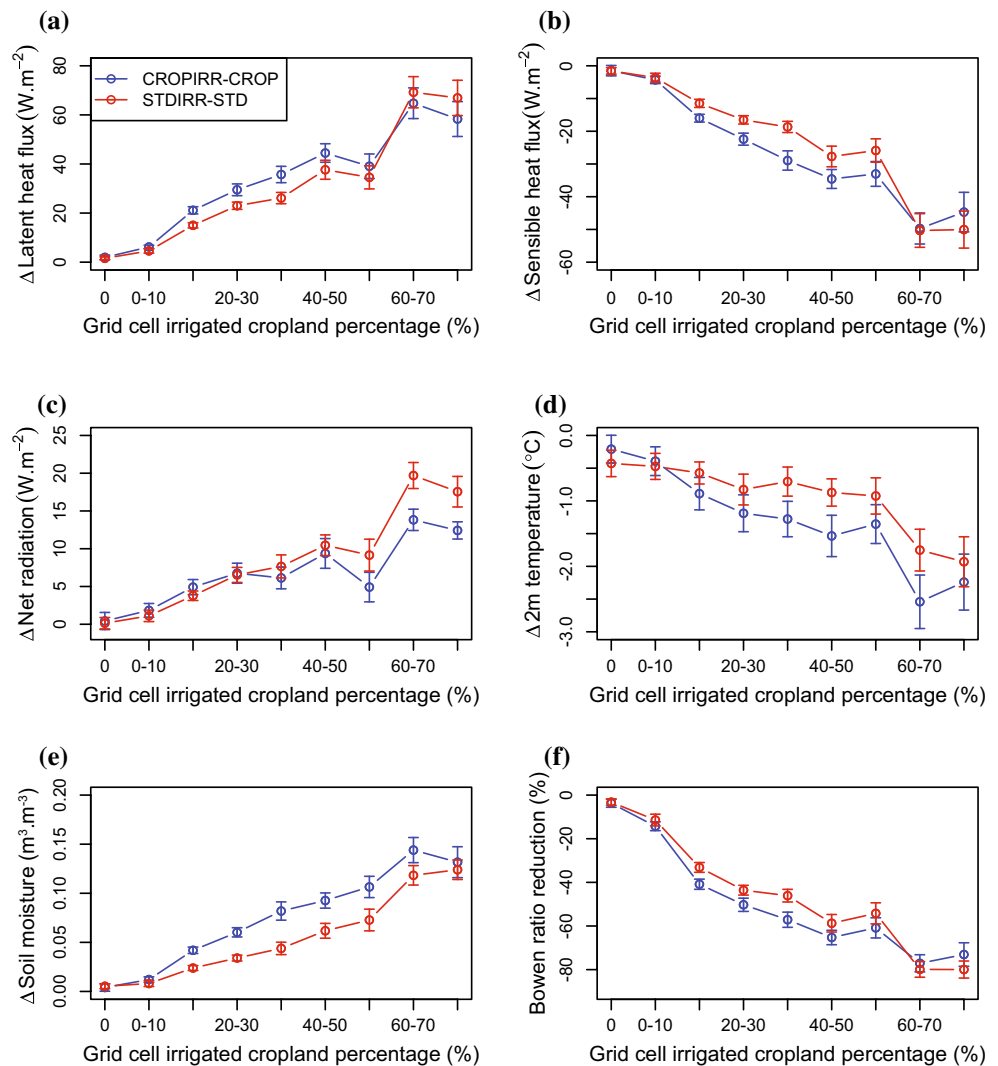 (a)
Δ Latent heat flux (W.m−2)
80
60
40
20
0
CROPIRR-CROP
STDIRR-STD
0 0-10 20-30 40-50 60-70
Grid cell irrigated cropland percentage (%)
(b)
Δ Sensible heat flux(W.m−2)
0
-20
-40
-60
0 0-10 20-30 40-50 60-70
Grid cell irrigated cropland percentage (%)
(c)
ΔNet radiation (W.m−2)
25
20
15
10
5
0
0 0-10 20-30 40-50 60-70
Grid cell irrigated cropland percentage (%)
(d)
Δ2m temperature (°C)
0.0
-1.0
-2.0
-3.0
0 0-10 20-30 40-50 60-70
Grid cell irrigated cropland percentage (%)
(e)
ΔSoil moisture (m³.m⁻³)
0.20
0.15
0.10
0.05
0.00
0 0-10 20-30 40-50 60-70
Grid cell irrigated cropland percentage (%)
(f)
Bowen ratio reduction (%)
0
20
-40
-60
-80
0 0-10 20-30 40-50 60-70
Grid cell irrigated cropland percentage (%)